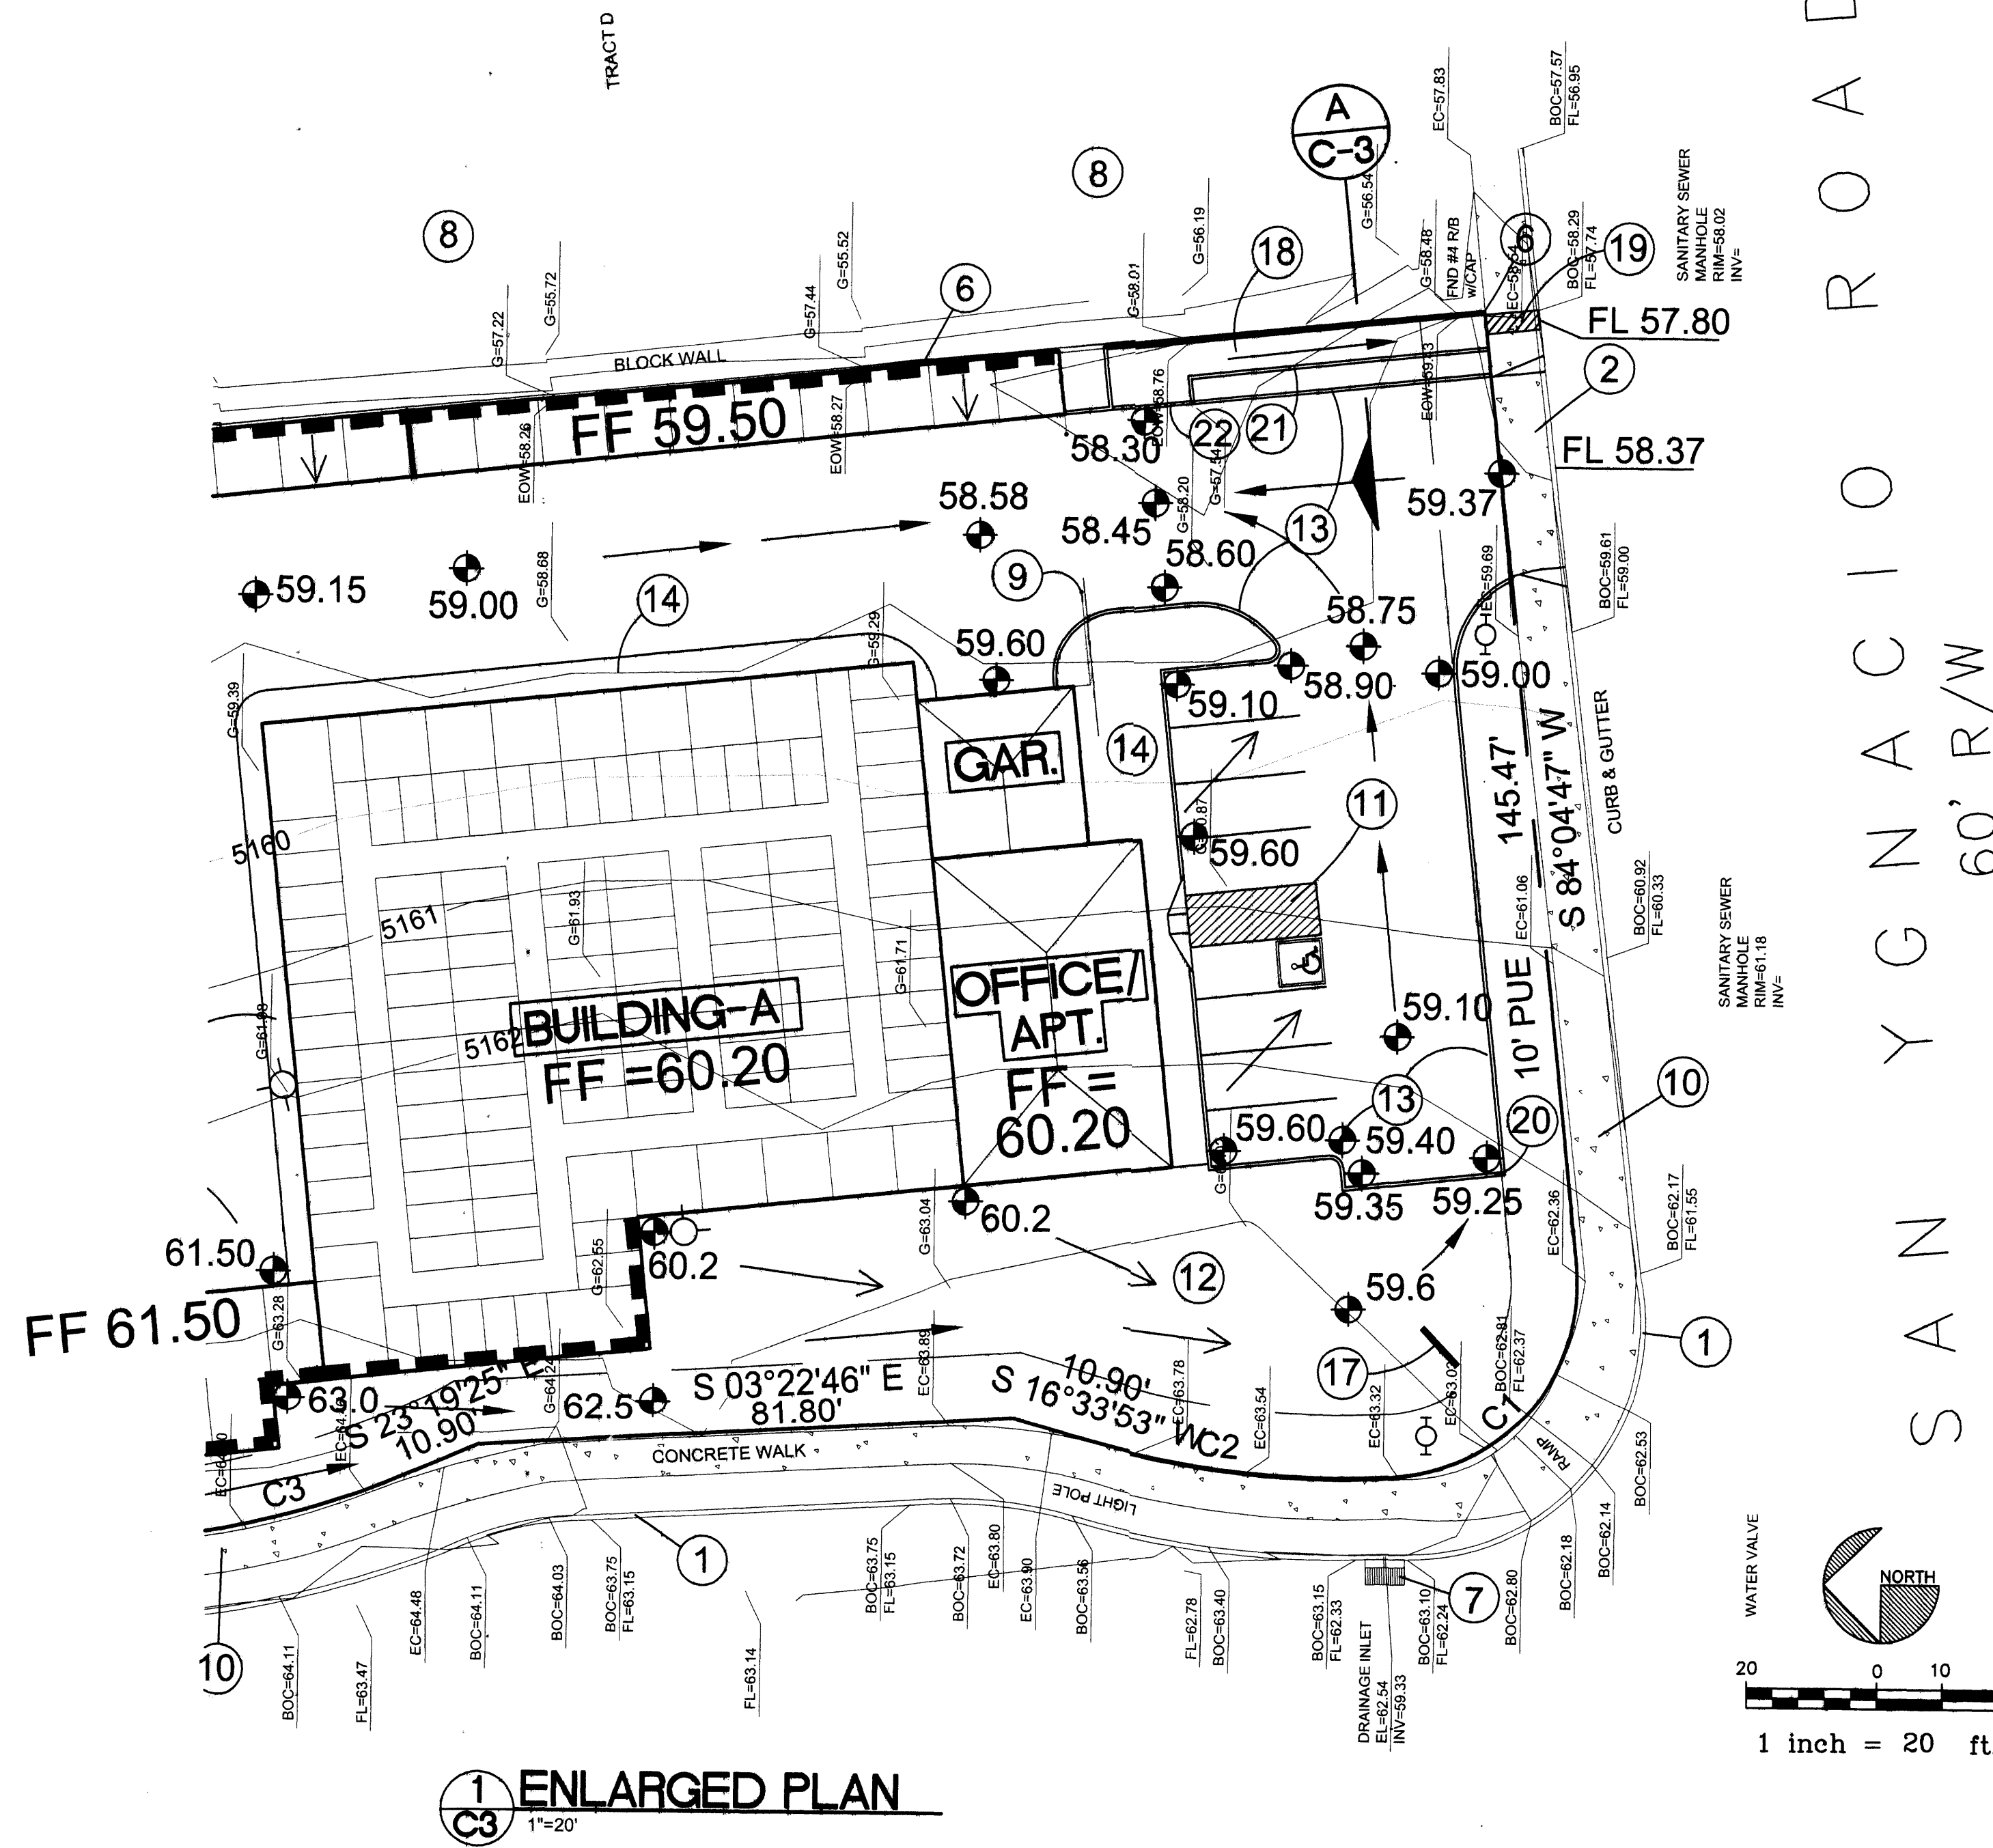 TRACT D
A
C-3
EC=57.83
BOC=57.57
FL=56.95
8
8
G=56.54
G=56.19
G=55.52
G=55.72
G=57.22
G=57.44
G=58.01
G=58.48
FND #4 R/B
W/CAP
6
BOC=58.29
FL=57.74
19
SANITARY SEWER
MANHOLE
RIM=58.02
INV=
18
6
FL 57.80
BLOCK WALL
2
FF 59.50
EOW=58.26
EOW=58.27
58.30
22
21
FL 58.37
G=57.54
G=58.20
58.58
58.45
59.37
58.60
13
59.15
59.00
G=58.68
14
9
EC=59.69
BOC=59.61
FL=59.00
58.75
59.60
G=59.29
G=59.39
59.10
58.90
59.00
GAR.
14
11
145.47'
S 84°04'47" W
CURB & GUTTER
SAN YGNACIO ROAD
60' R/W
5160
59.60
5161
G=61.93
G=61.71
EC=61.06
BOC=60.92
FL=60.33
SANITARY SEWER
MANHOLE
RIM=61.18
INV=
OFFICE/
APT.
FF =
60.20
5162
BUILDING-A
FF =60.20
59.10
10' PUE
10
13
20
59.60
59.40
59.35
59.25
EC=62.36
BOC=62.17
FL=61.55
60.2
G=63.04
60.2
G=62.55
61.50
FF 61.50
G=63.28
12
59.6
17
1
BOC=62.81
FL=62.37
63.0
S 23°19'25" E
10.90'
62.5
S 03°22'46" E
81.80'
EC=63.89
10.90'
S 16°33'53" W
C2
EC=63.78
EC=63.54
EC=63.32
C1
RAMP
BOC=62.53
C3
CONCRETE WALK
LIGHT POLE
1
10
BOC=64.11
FL=63.47
EC=64.48
BOC=64.11
BOC=64.03
BOC=63.75
FL=63.15
FL=63.14
BOC=63.75
FL=63.15
BOC=63.72
EC=63.80
EC=63.90
BOC=63.56
FL=62.78
BOC=63.40
BOC=63.15
FL=62.33
7
BOC=63.10
FL=62.24
BOC=62.80
BOC=62.18
BOC=62.14
DRAINAGE INLET
EL=62.54
INV=59.33
WATER VALVE
NORTH
20 0 10
1 inch = 20 ft.
1
C3
ENLARGED PLAN
1"=20'